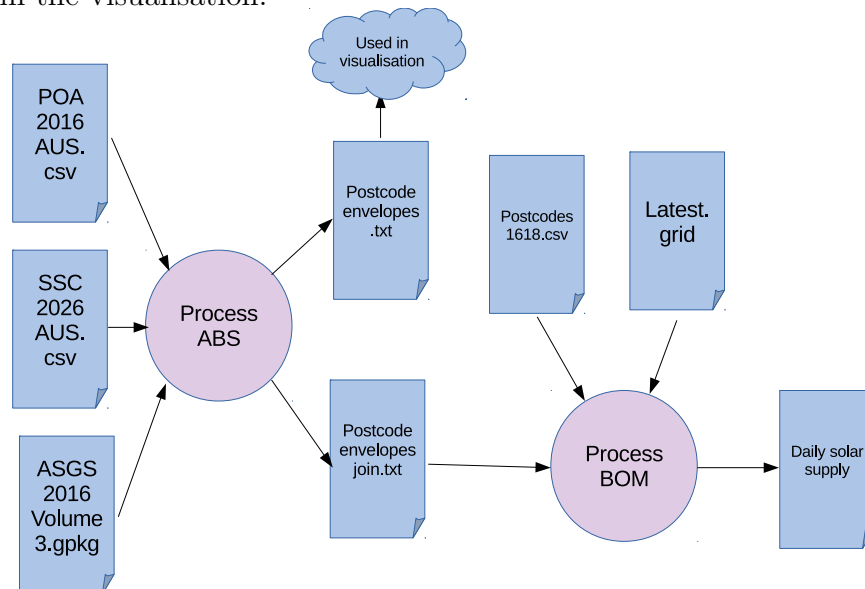 in the visualisation.
Used in
visualisation
POA
2016
AUS.
csv
Postcode
envelopes
.txt
Postcodes
1618.csv
Latest.
grid
SSC
2026
AUS.
csv
Process
ABS
ASGS
2016
Volume
3.gpkg
Postcode
envelopes
join.txt
Process
BOM
Daily solar
supply